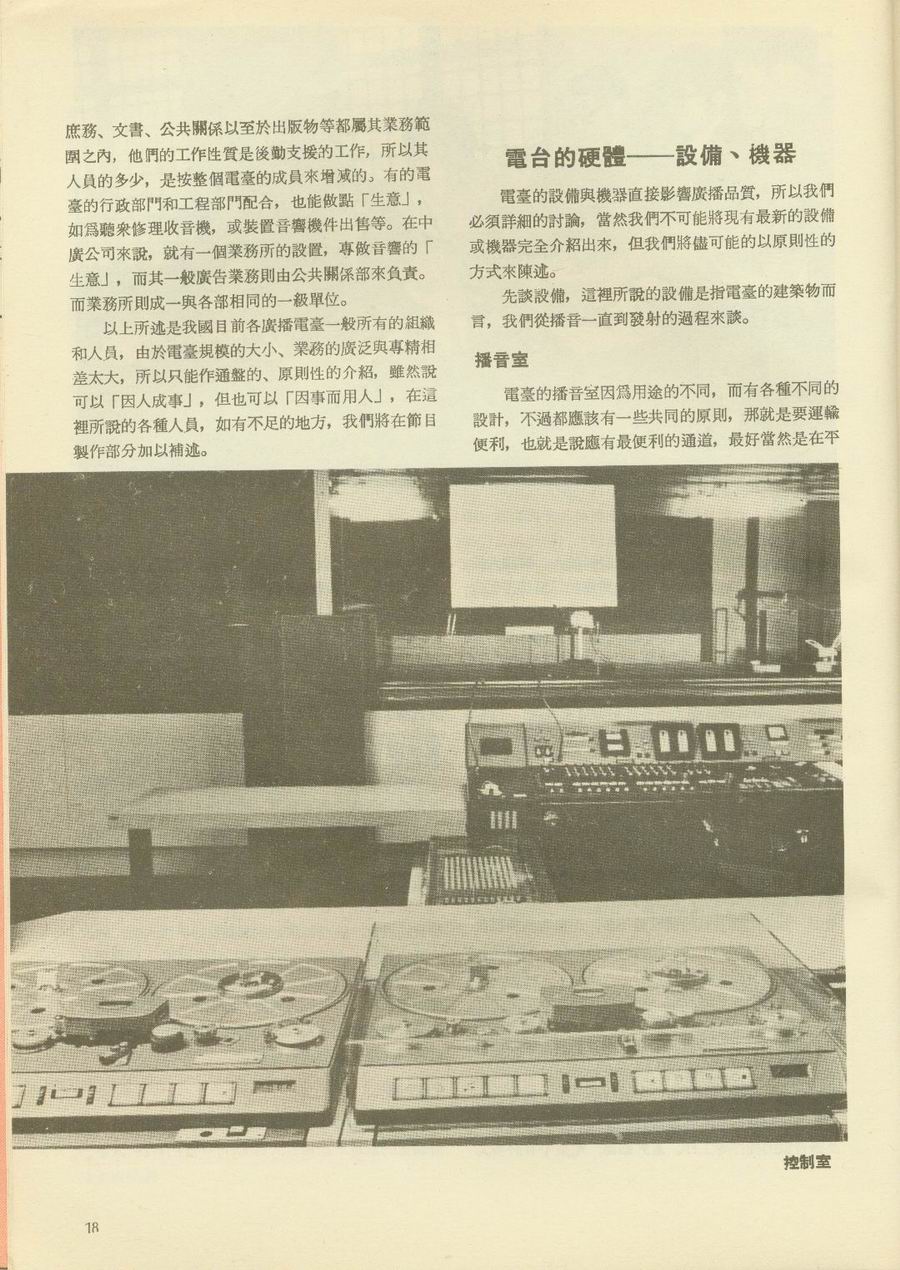 庶務、文書、公共關係以至於出版物等都屬其業務範
圍之內，他們的工作性質是後勤支援的工作，所以其
人員的多少，是按整個電臺的成員來增減的。有的電
臺的行政部門和工程部門配合，也能做點「生意」，
如爲聽衆修理收音機，或裝置音響機件出售等。在中
廣公司來說，就有一個業務所的設置，專做音響的「
生意」，而其一般廣告業務則由公共關係部來負責。
而業務所則成一與各部相同的一級單位。
以上所述是我國目前各廣播電臺一般所有的組織
和人員，由於電臺規模的大小、業務的廣泛與專精相
差太大，所以只能作通盤的、原則性的介紹，雖然說
可以「因人成事」，但也可以「因事而用人」，在這
裡所說的各種人員，如有不足的地方，我們將在節目
製作部分加以補述。
電台的硬體——設備、機器
電臺的設備與機器直接影響廣播品質，所以我們
必須詳細的討論，當然我們不可能將現有最新的設備
或機器完全介紹出來，但我們將儘可能的以原則性的
方式來陳述。
先談設備，這裡所說的設備是指電臺的建築物而
言，我們從播音一直到發射的過程來談。
播音室
電臺的播音室因爲用途的不同，而有各種不同的
設計，不過都應該有一些共同的原則，那就是要運輸
便利，也就是說應有最便利的通道，最好當然是在平
控制室
18